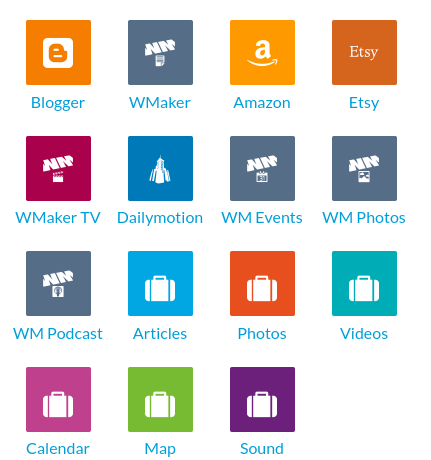 Etsy
Blogger WMaker Amazon Etsy
WMaker TV Dailymotion WM Events WM Photos
WM Podcast Articles Photos Videos
Calendar Map Sound